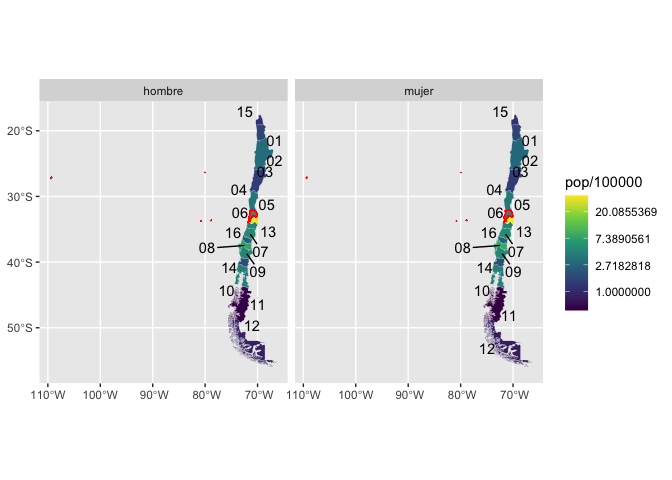 hombre mujer
15 15
20°S
01 01
02 02
03 03
30°S
04 04
05 05
06 06
16 13 16 13
08 07 08 07
40°S
14 09 14 09
10 10
11 11
50°S
12 12
110°W 100°W 90°W 80°W 70°W 110°W 100°W 90°W 80°W 70°W
pop/100000
20.0855369
7.3890561
2.7182818
1.0000000